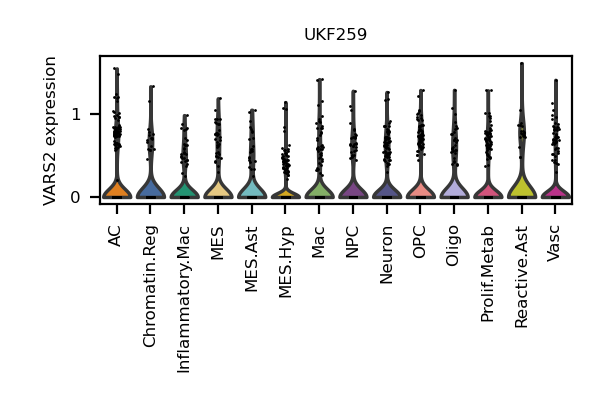 UKF259
VARS2 expression
1
0
AC
Chromatin.Reg
Inflammatory.Mac
MES
MES.Ast
MES.Hyp
Mac
NPC
Neuron
OPC
Oligo
Prolif.Metab
Reactive.Ast
Vasc